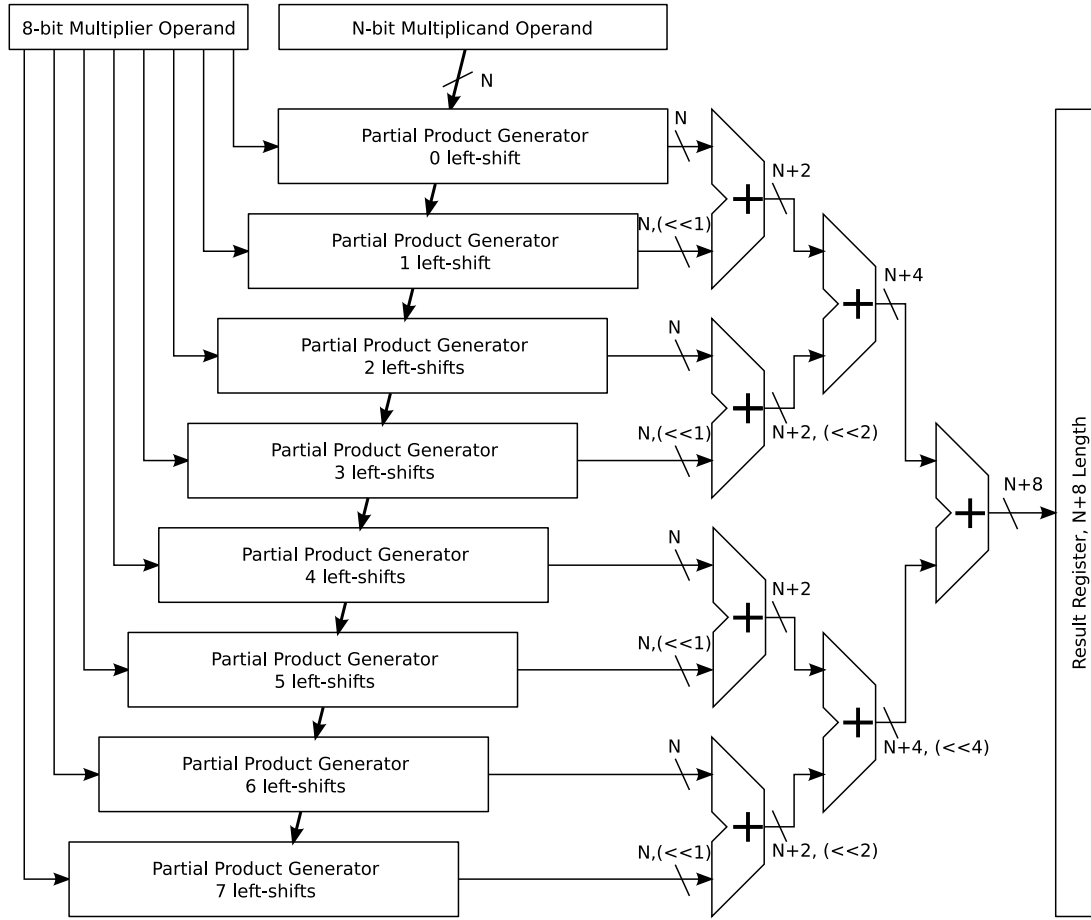 8-bit Multiplier Operand
N-bit Multiplicand Operand
N
Partial Product Generator
0 left-shift
N
N+2
Partial Product Generator
1 left-shift
N,(<<1)
N+4
Partial Product Generator
2 left-shifts
N
N+2, (<<2)
Partial Product Generator
3 left-shifts
N,(<<1)
N+8
Result Register, N+8 Length
Partial Product Generator
4 left-shifts
N
N+2
Partial Product Generator
5 left-shifts
N,(<<1)
N+4, (<<4)
Partial Product Generator
6 left-shifts
N
N+2, (<<2)
Partial Product Generator
7 left-shifts
N,(<<1)